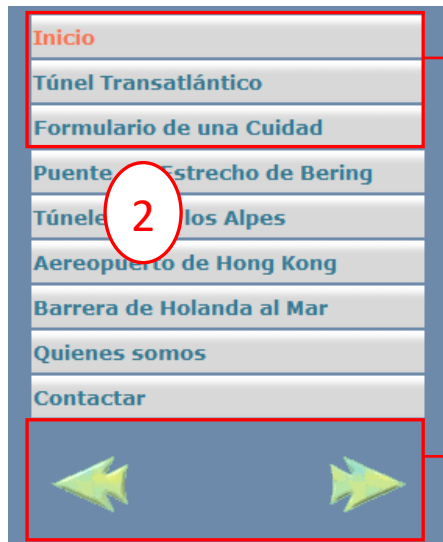 Inicio
Túnel Transatlántico
Formulario de una Cuidad
Puente Estrecho de Bering
2
los Alpes
Aereopuerto de Hong Kong
Barrera de Holanda al Mar
Quienes somos
Contactar